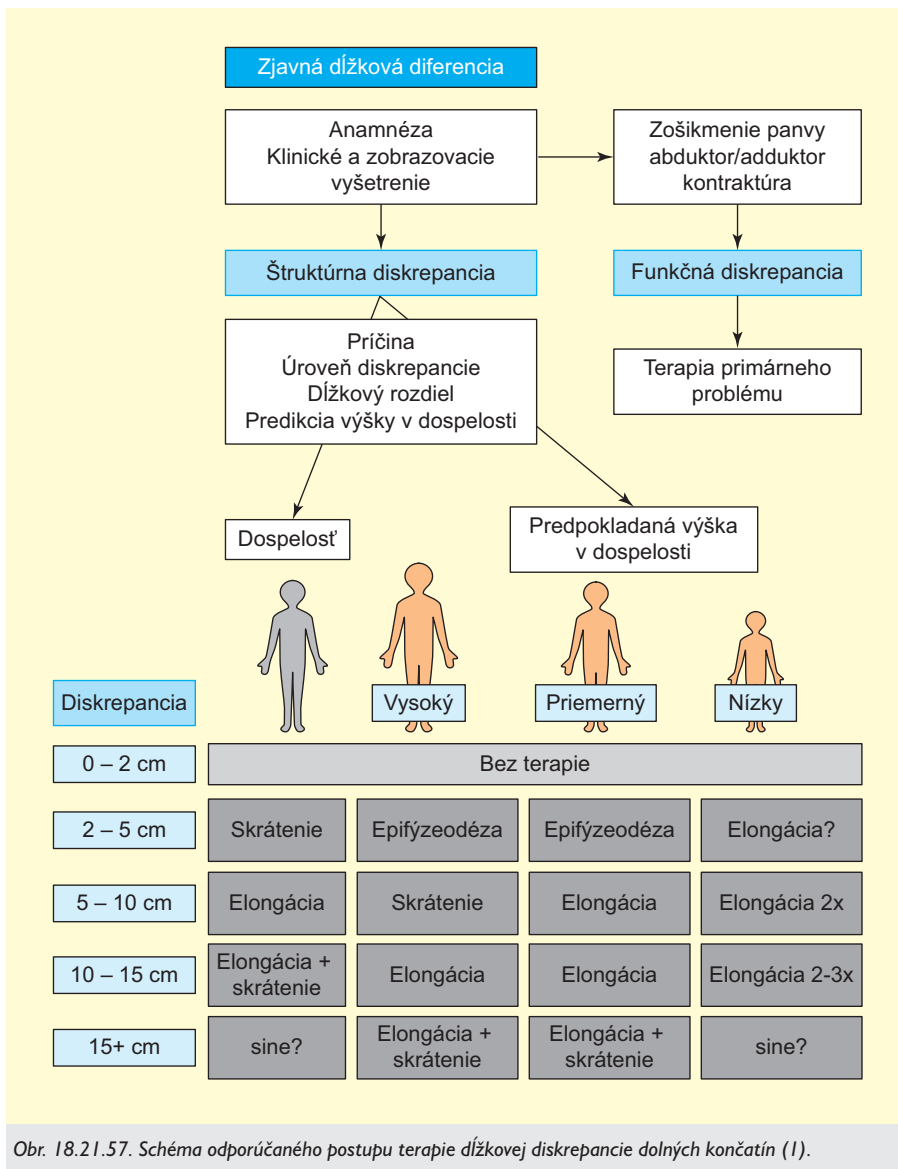 Zjavná dĺžková diferencia
Anamnéza
Klinické a zobrazovacie
vyšetrenie
Zošikmenie panvy
abduktor/adduktor
kontraktúra
Štruktúrna diskrepancia
Funkčná diskrepancia
Príčina
Úroveň diskrepancie
Dĺžkový rozdiel
Predikcia výšky v dospelosti
Terapia primárneho
problému
Dospelosť
Predpokladaná výška
v dospelosti
Diskrepancia
Vysoký
Priemerný
Nízky
0 – 2 cm
Bez terapie
2 – 5 cm
Skrátenie
Epifýzeodéza
Epifýzeodéza
Elongácia?
5 – 10 cm
Elongácia
Skrátenie
Elongácia
Elongácia 2x
10 – 15 cm
Elongácia +
skrátenie
Elongácia
Elongácia
Elongácia 2-3x
15+ cm
sine?
Elongácia +
skrátenie
Elongácia +
skrátenie
sine?
Obr. 18.21.57. Schéma odporúčaného postupu terapie dĺžkovej diskrepancie dolných končatín (1).